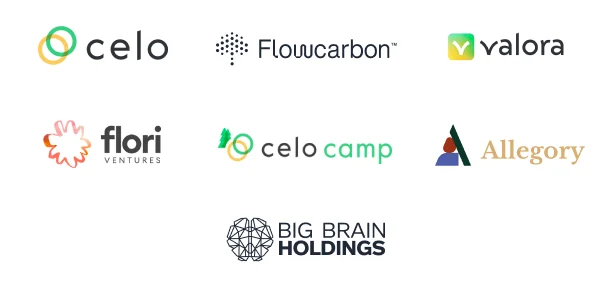 celo
Flowcarbon™
valora
flori
VENTURES
celo camp
Allegory
BIG BRAIN
HOLDINGS